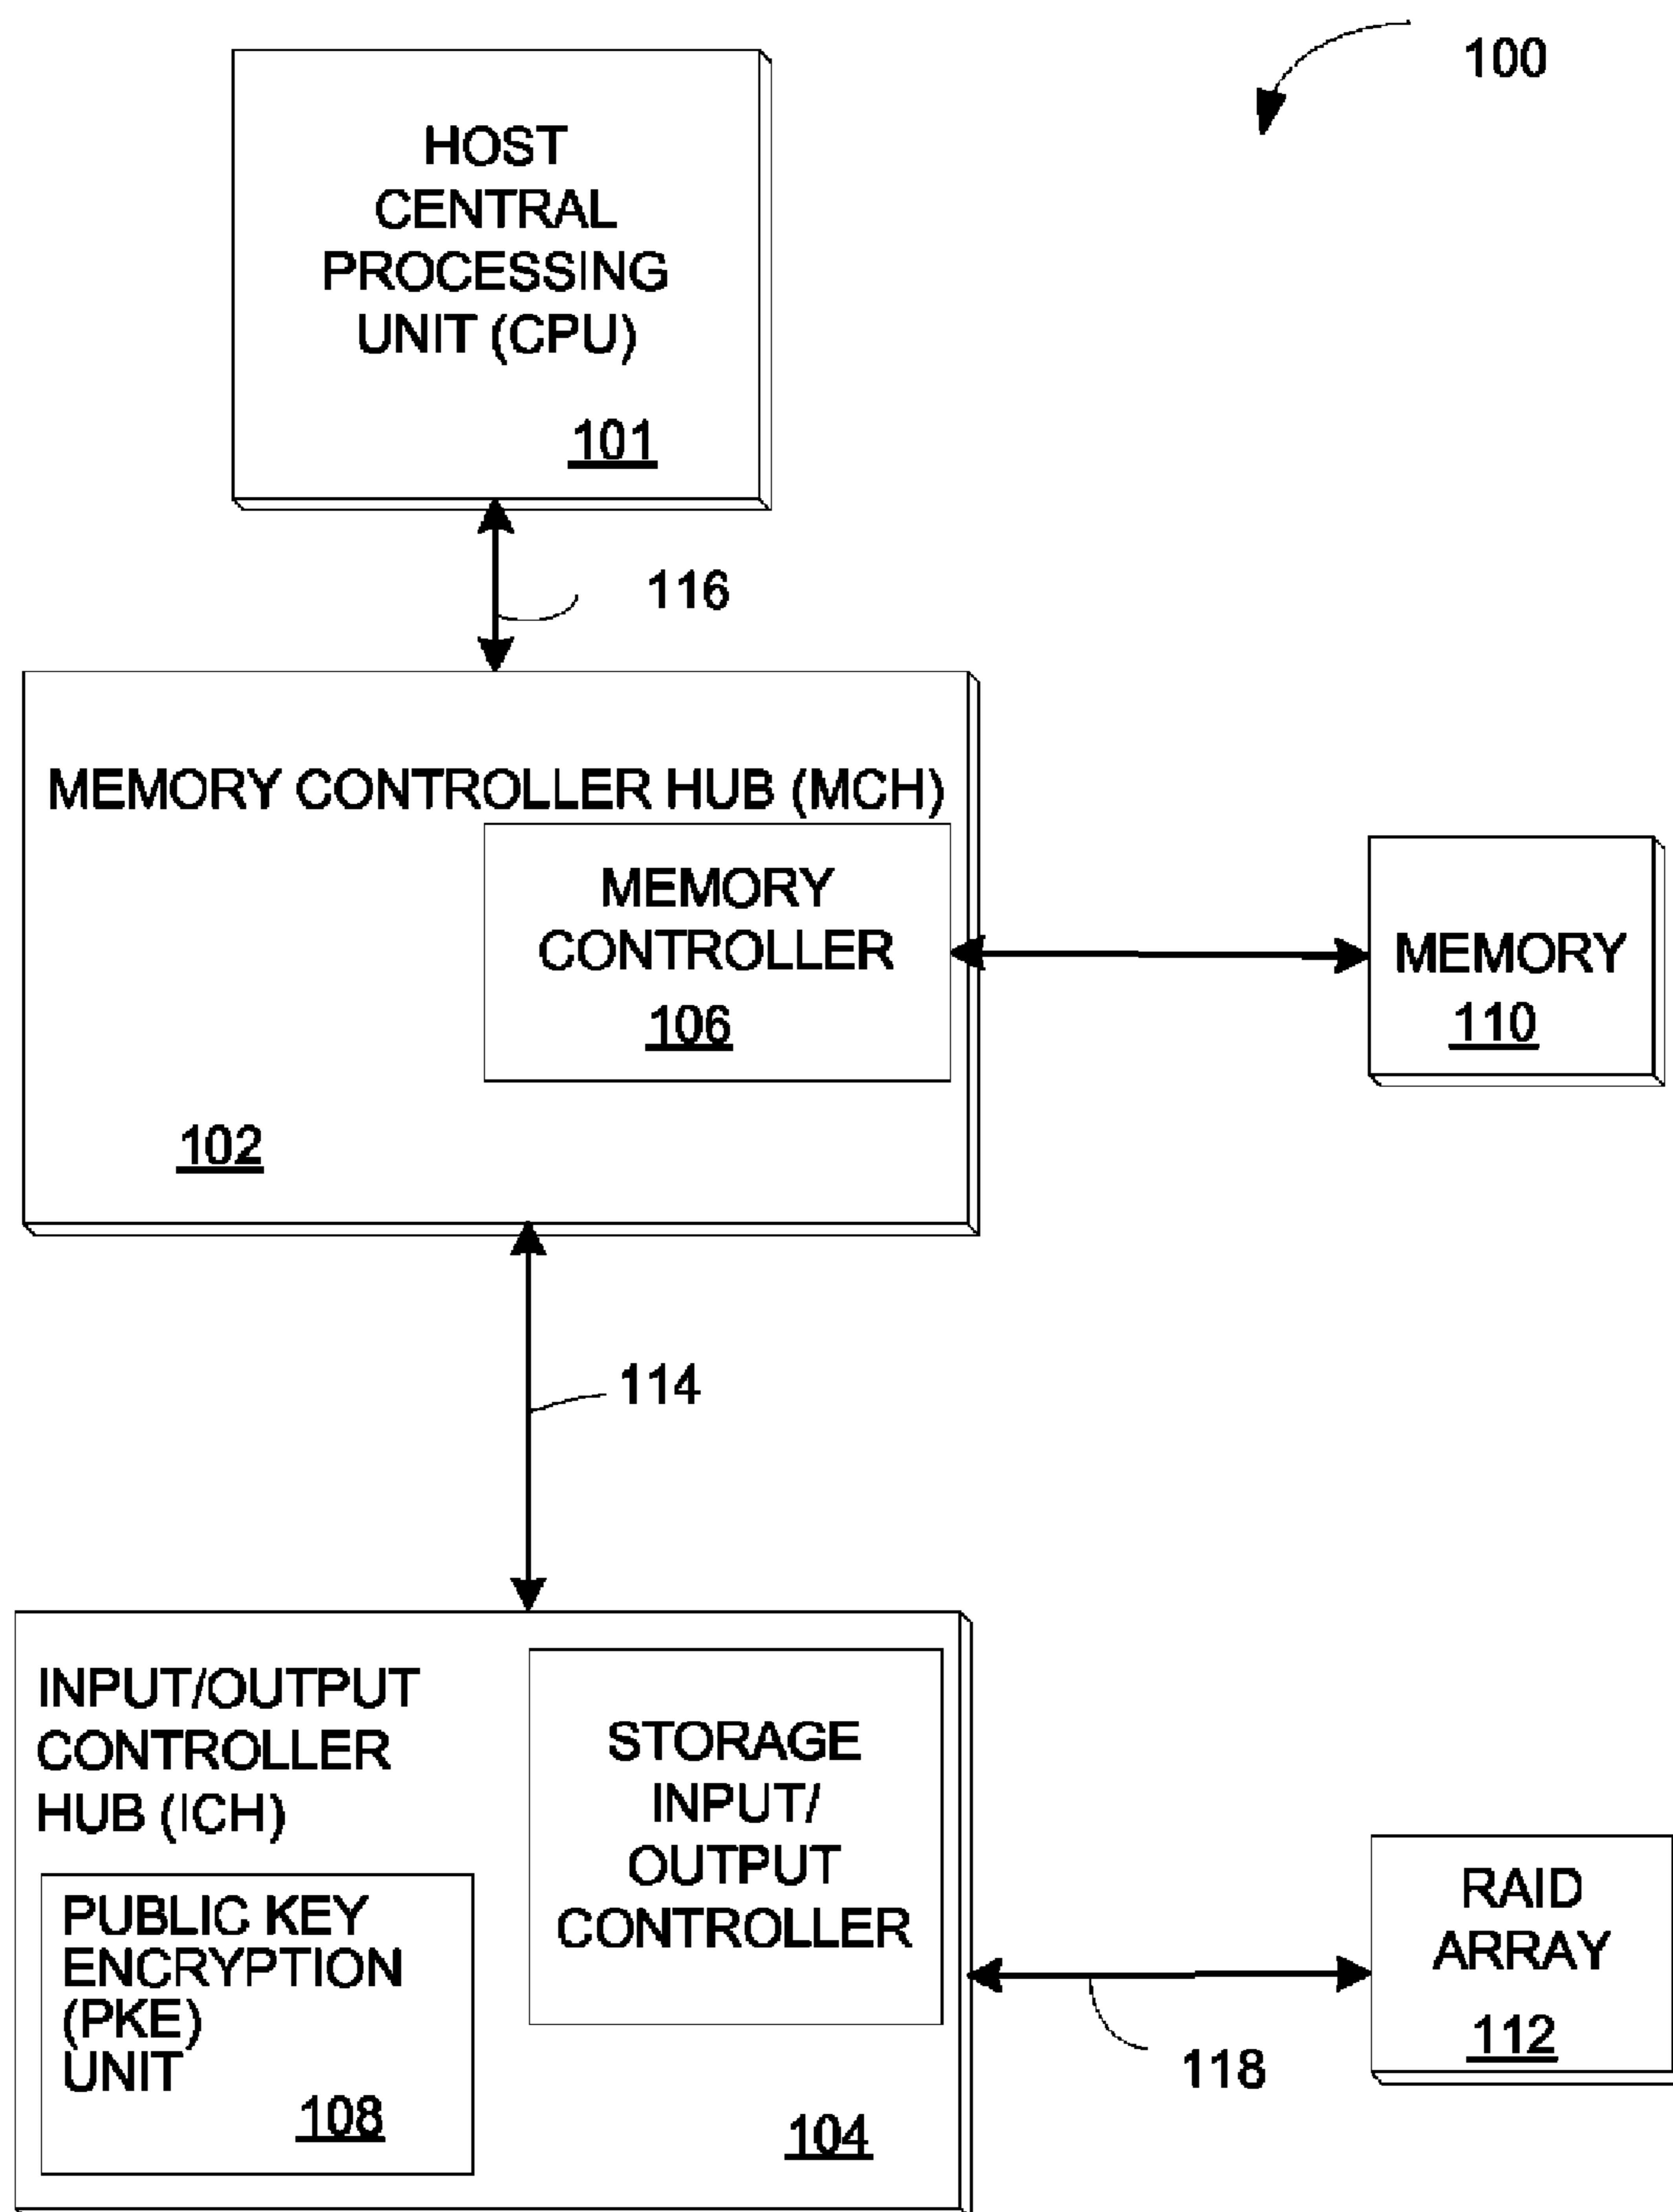 100
HOST
CENTRAL
PROCESSING
UNIT (CPU)
101
116
MEMORY CONTROLLER HUB (MCH)
MEMORY
CONTROLLER
106
102
MEMORY
110
114
INPUT/OUTPUT
CONTROLLER
HUB (ICH)
PUBLIC KEY
ENCRYPTION
(PKE)
UNIT
108
STORAGE
INPUT/
OUTPUT
CONTROLLER
104
118
RAID
ARRAY
112